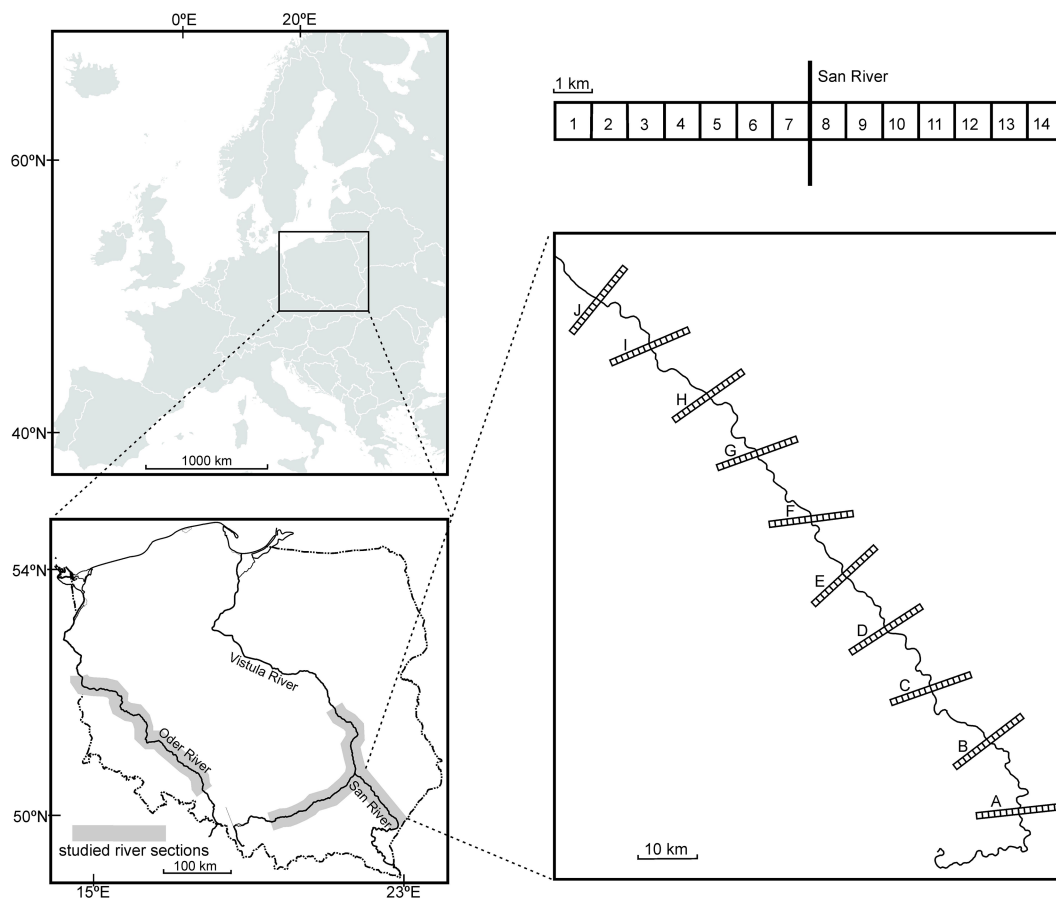 0ºE 20ºE
60ºN
40ºN
1000 km
San River
1 km
1 2 3 4 5 6 7 8 9 10 11 12 13 14
J
I
H
G
F
E
D
C
B
A
10 km
54ºN
50ºN
Vistula River
Oder River
San River
studied river sections
100 km
15ºE 23ºE